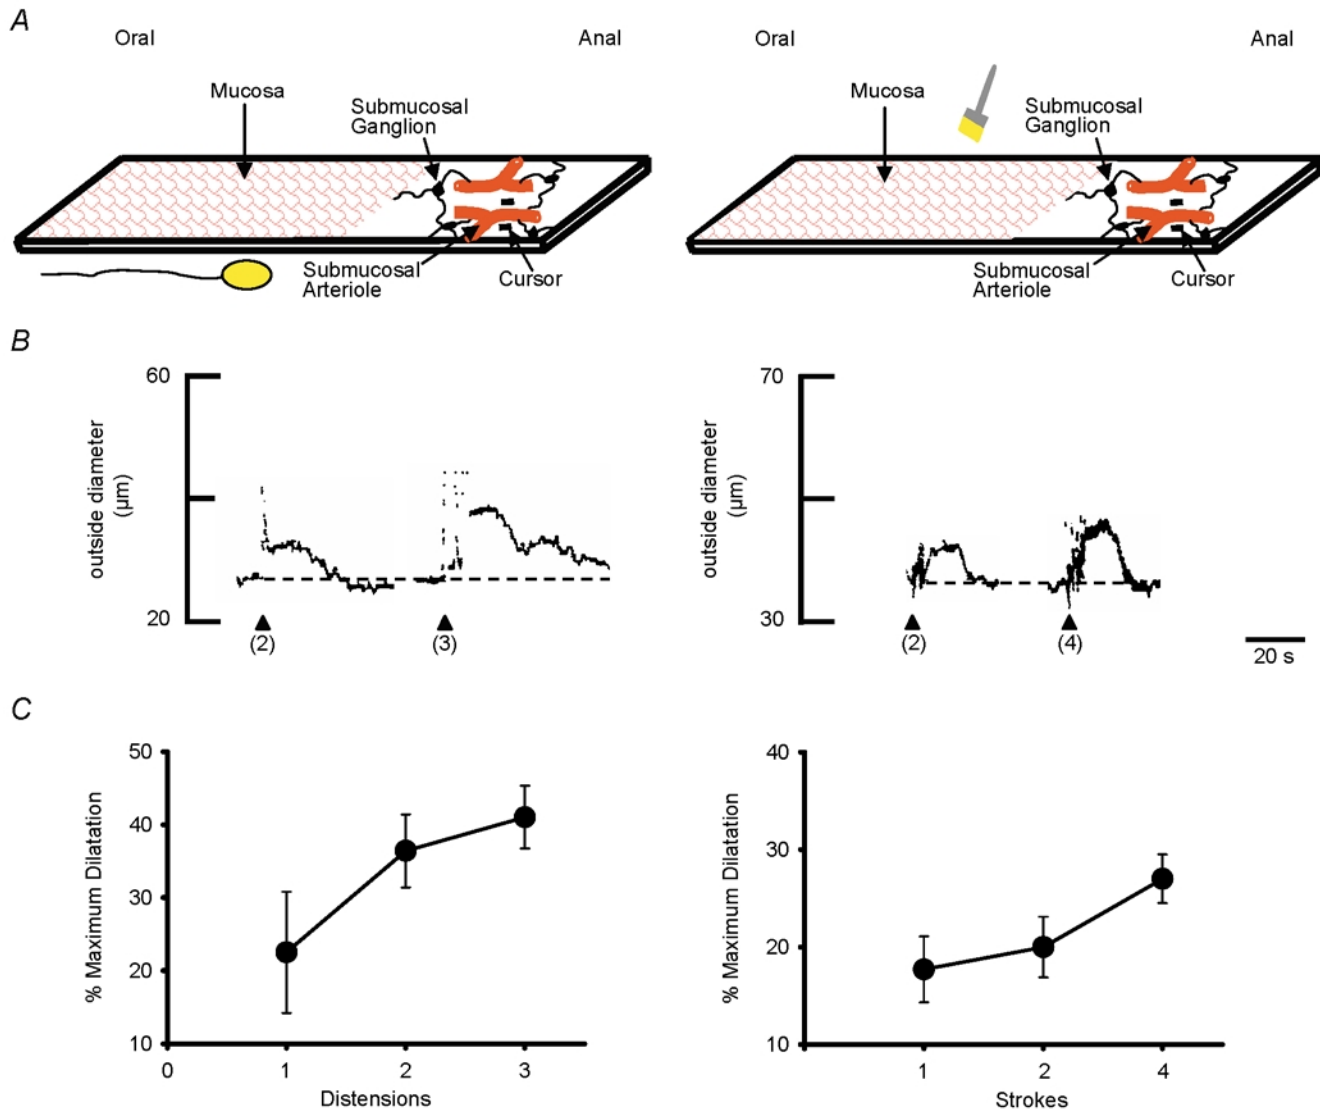 A
Oral
Anal
Mucosa
Submucosal
Ganglion
Submucosal
Arteriole
Cursor
Oral
Anal
Mucosa
Submucosal
Ganglion
Submucosal
Arteriole
Cursor
B
outside diameter
(µm)
60
20
(2)
(3)
outside diameter
(µm)
70
30
(2)
(4)
20 s
C
% Maximum Dilatation
50
40
30
20
10
0
1
2
3
Distensions
% Maximum Dilatation
40
30
20
10
1
2
4
Strokes